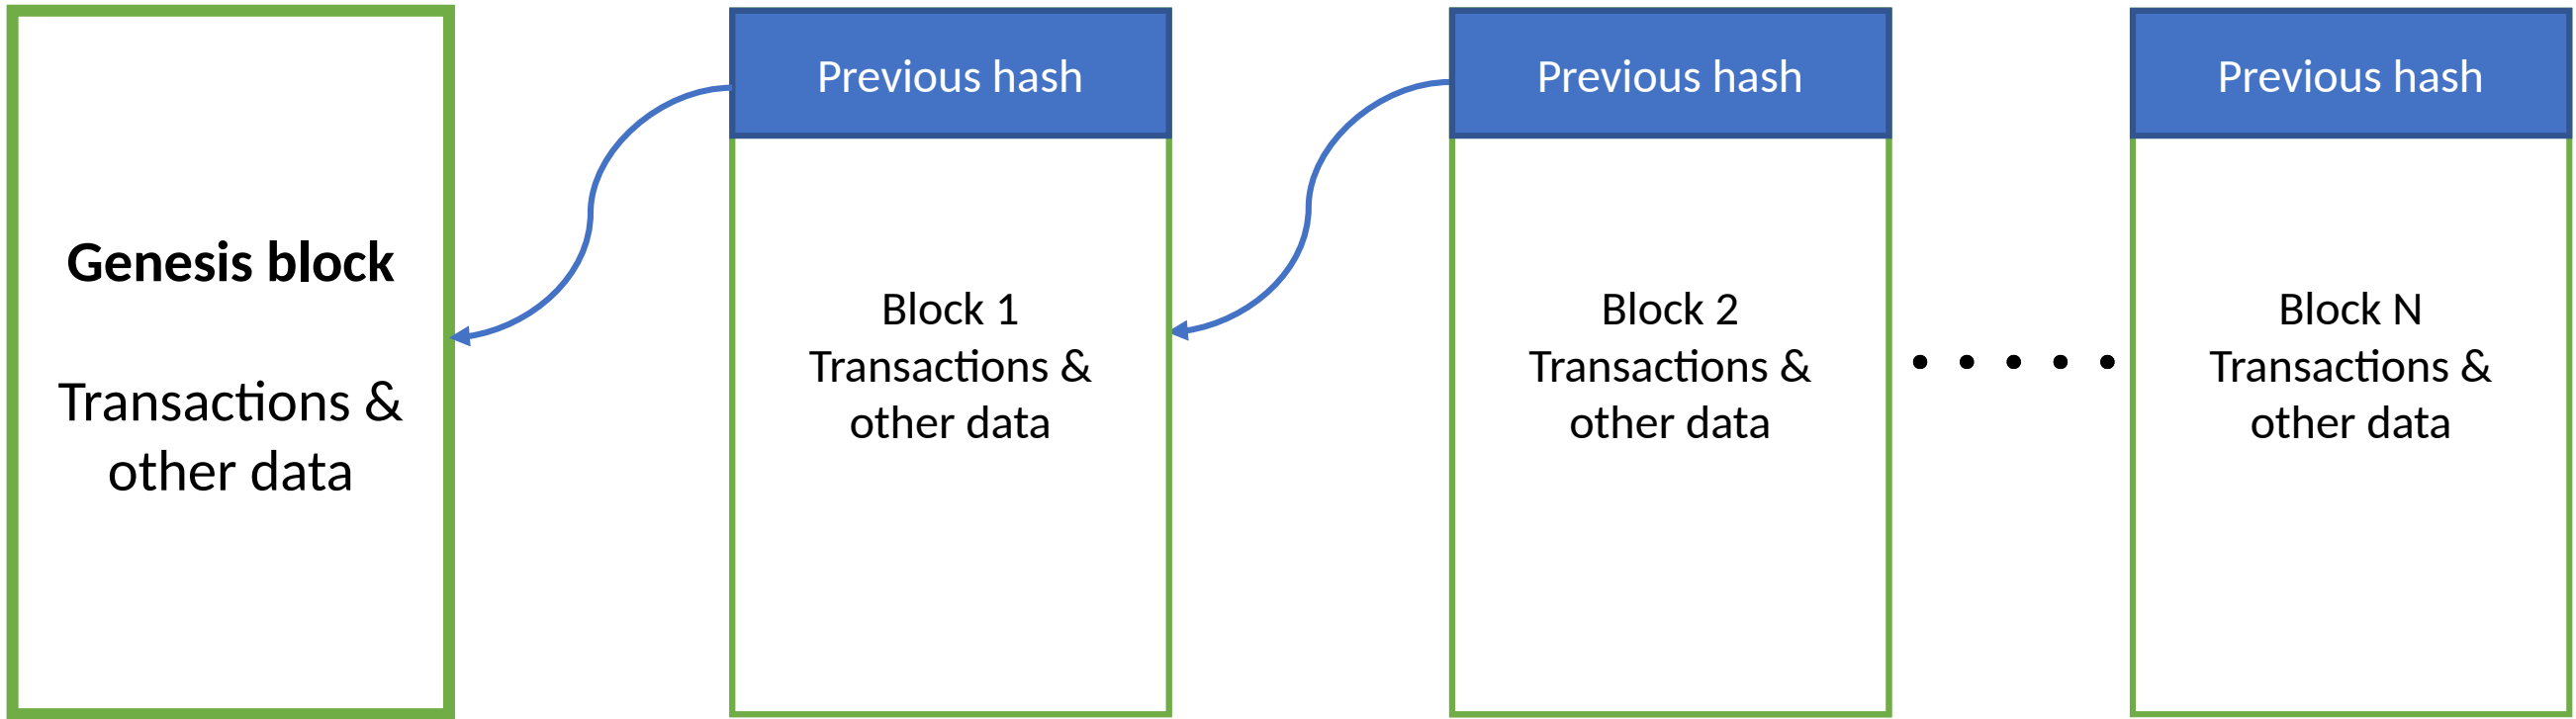 Genesis block
Transactions &
other data
Previous hash
Block 1
Transactions &
other data
Previous hash
Block 2
Transactions &
other data
Previous hash
Block N
Transactions &
other data